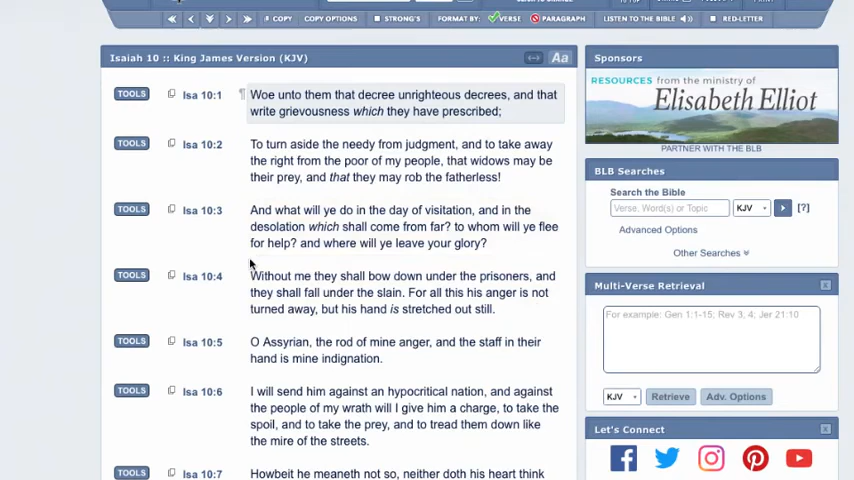 COPY COPY OPTIONS STRONG'S FORMAT BY: VERSE PARAGRAPH LISTEN TO THE BIBLE RED-LETTER
Isaiah 10 :: King James Version (KJV)
Aa
TOOLS Isa 10:1 ¶ Woe unto them that decree unrighteous decrees, and that
write grievousness which they have prescribed;
TOOLS Isa 10:2 To turn aside the needy from judgment, and to take away
the right from the poor of my people, that widows may be
their prey, and that they may rob the fatherless!
TOOLS Isa 10:3 And what will ye do in the day of visitation, and in the
desolation which shall come from far? to whom will ye flee
for help? and where will ye leave your glory?
TOOLS Isa 10:4 Without me they shall bow down under the prisoners, and
they shall fall under the slain. For all this his anger is not
turned away, but his hand is stretched out still.
TOOLS Isa 10:5 O Assyrian, the rod of mine anger, and the staff in their
hand is mine indignation.
TOOLS Isa 10:6 I will send him against an hypocritical nation, and against
the people of my wrath will I give him a charge, to take the
spoil, and to take the prey, and to tread them down like
the mire of the streets.
TOOLS Isa 10:7 Howbeit he meaneth not so, neither doth his heart think
Sponsors
RESOURCES from the ministry of
Elisabeth Elliot
PARTNER WITH THE BLB
BLB Searches
Search the Bible
Verse, Word(s) or Topic KJV [?]
Advanced Options
Other Searches
Multi-Verse Retrieval x
For example: Gen 1:1-15; Rev 3, 4; Jer 21:10
KJV Retrieve Adv. Options
Let's Connect x